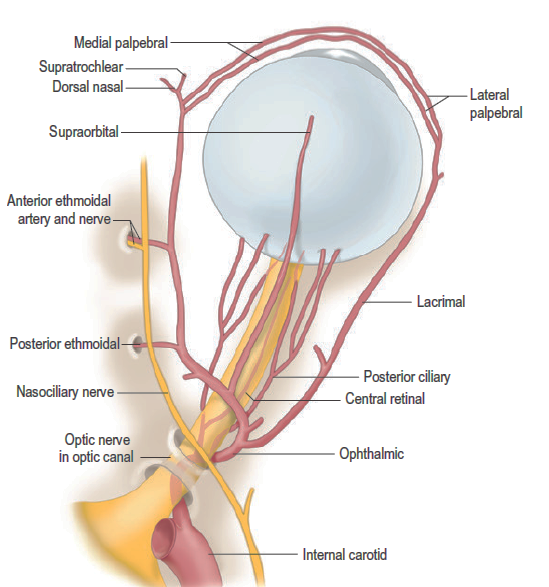 Medial palpebral
Supratrochlear
Dorsal nasal
Lateral
palpebral
Supraorbital
Anterior ethmoidal
artery and nerve
Lacrimal
Posterior ethmoidal
Posterior ciliary
Nasociliary nerve
Central retinal
Optic nerve
in optic canal
Ophthalmic
Internal carotid